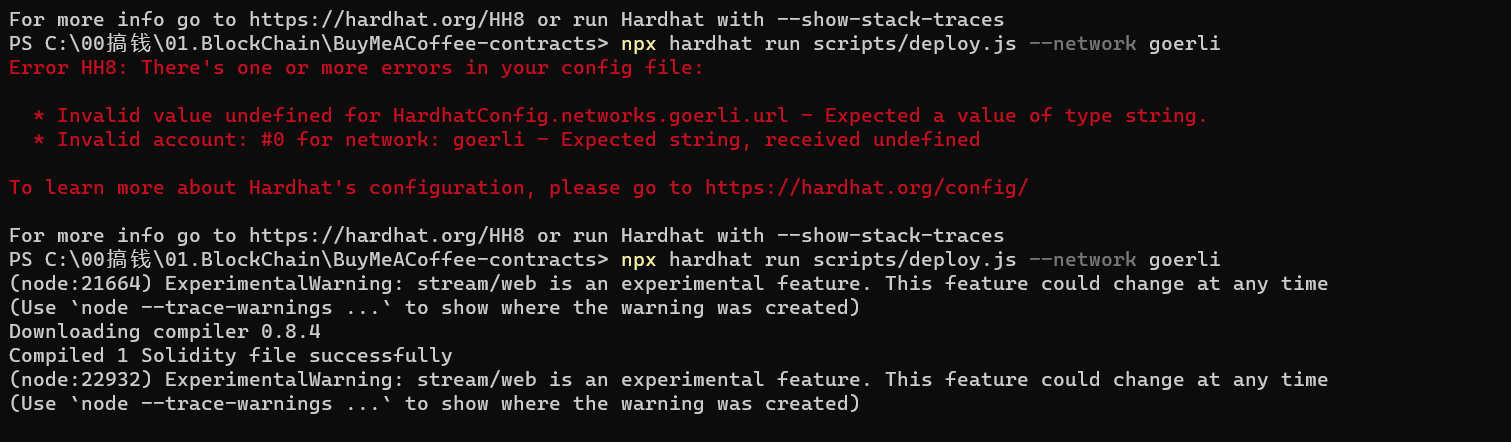 For more info go to https://hardhat.org/HH8 or run Hardhat with --show-stack-traces
PS C:\00搞钱\01.BlockChain\BuyMeACoffee-contracts> npx hardhat run scripts/deploy.js --network goerli
Error HH8: There's one or more errors in your config file:
* Invalid value undefined for HardhatConfig.networks.goerli.url - Expected a value of type string.
* Invalid account: #0 for network: goerli - Expected string, received undefined
To learn more about Hardhat's configuration, please go to https://hardhat.org/config/
For more info go to https://hardhat.org/HH8 or run Hardhat with --show-stack-traces
PS C:\00搞钱\01.BlockChain\BuyMeACoffee-contracts> npx hardhat run scripts/deploy.js --network goerli
(node:21664) ExperimentalWarning: stream/web is an experimental feature. This feature could change at any time
(Use `node --trace-warnings ...` to show where the warning was created)
Downloading compiler 0.8.4
Compiled 1 Solidity file successfully
(node:22932) ExperimentalWarning: stream/web is an experimental feature. This feature could change at any time
(Use `node --trace-warnings ...` to show where the warning was created)